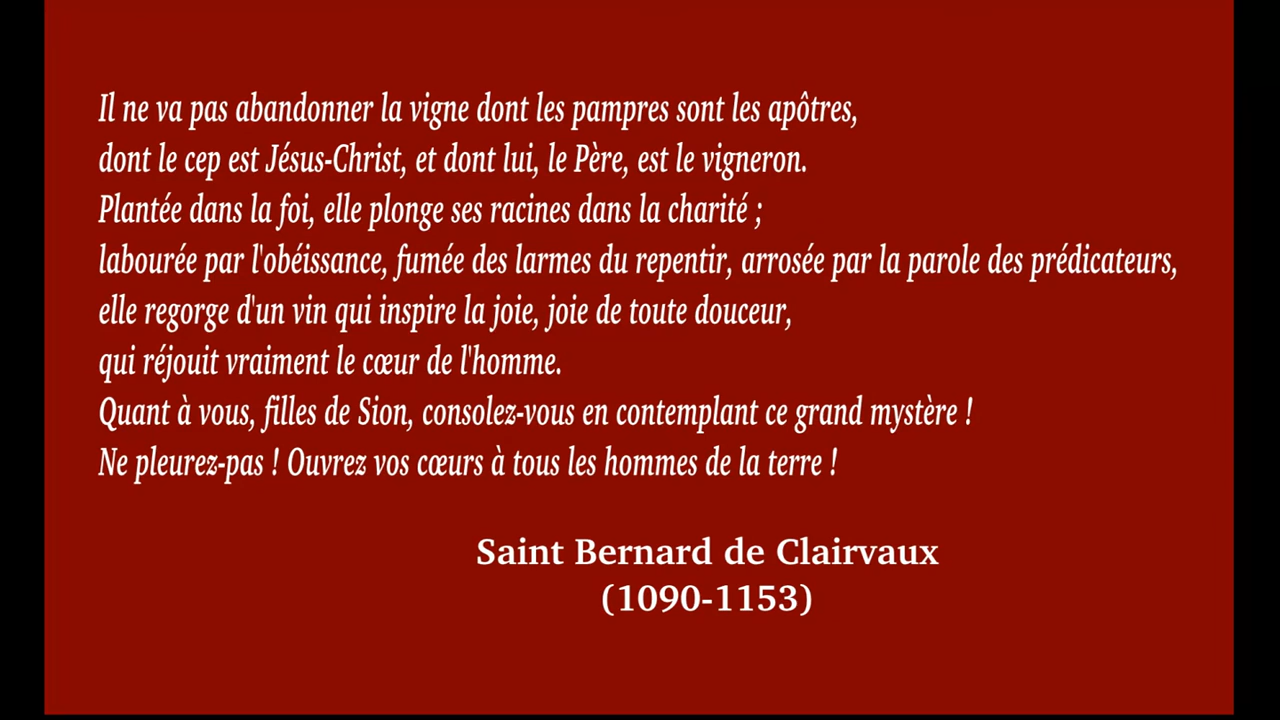 Il ne va pas abandonner la vigne dont les pampres sont les apôtres,
dont le cep est Jésus-Christ, et dont lui, le Père, est le vigneron.
Plantée dans la foi, elle plonge ses racines dans la charité ;
labourée par l'obéissance, fumée des larmes du repentir, arrosée par la parole des prédicateurs,
elle regorge d'un vin qui inspire la joie, joie de toute douceur,
qui réjouit vraiment le cœur de l'homme.
Quant à vous, filles de Sion, consolez-vous en contemplant ce grand mystère !
Ne pleurez-pas ! Ouvrez vos cœurs à tous les hommes de la terre !
Saint Bernard de Clairvaux
(1090-1153)